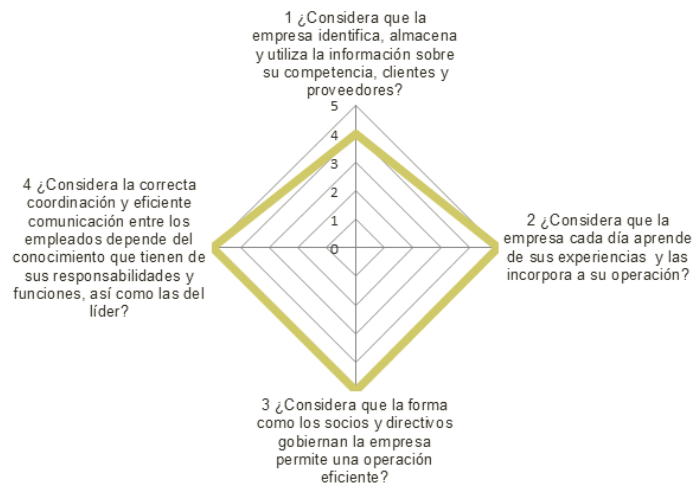 1 ¿Considera que la
empresa identifica, almacena
y utiliza la información sobre
su competencia, clientes y
proveedores?
5
4
3
2
1
0
4 ¿Considera la correcta
coordinación y eficiente
comunicación entre los
empleados depende del
conocimiento que tienen de
sus responsabilidades y
funciones, así como las del
líder?
2 ¿Considera que la
empresa cada día aprende
de sus experiencias y las
incorpora a su operación?
3 ¿Considera que la forma
como los socios y directivos
gobiernan la empresa
permite una operación
eficiente?